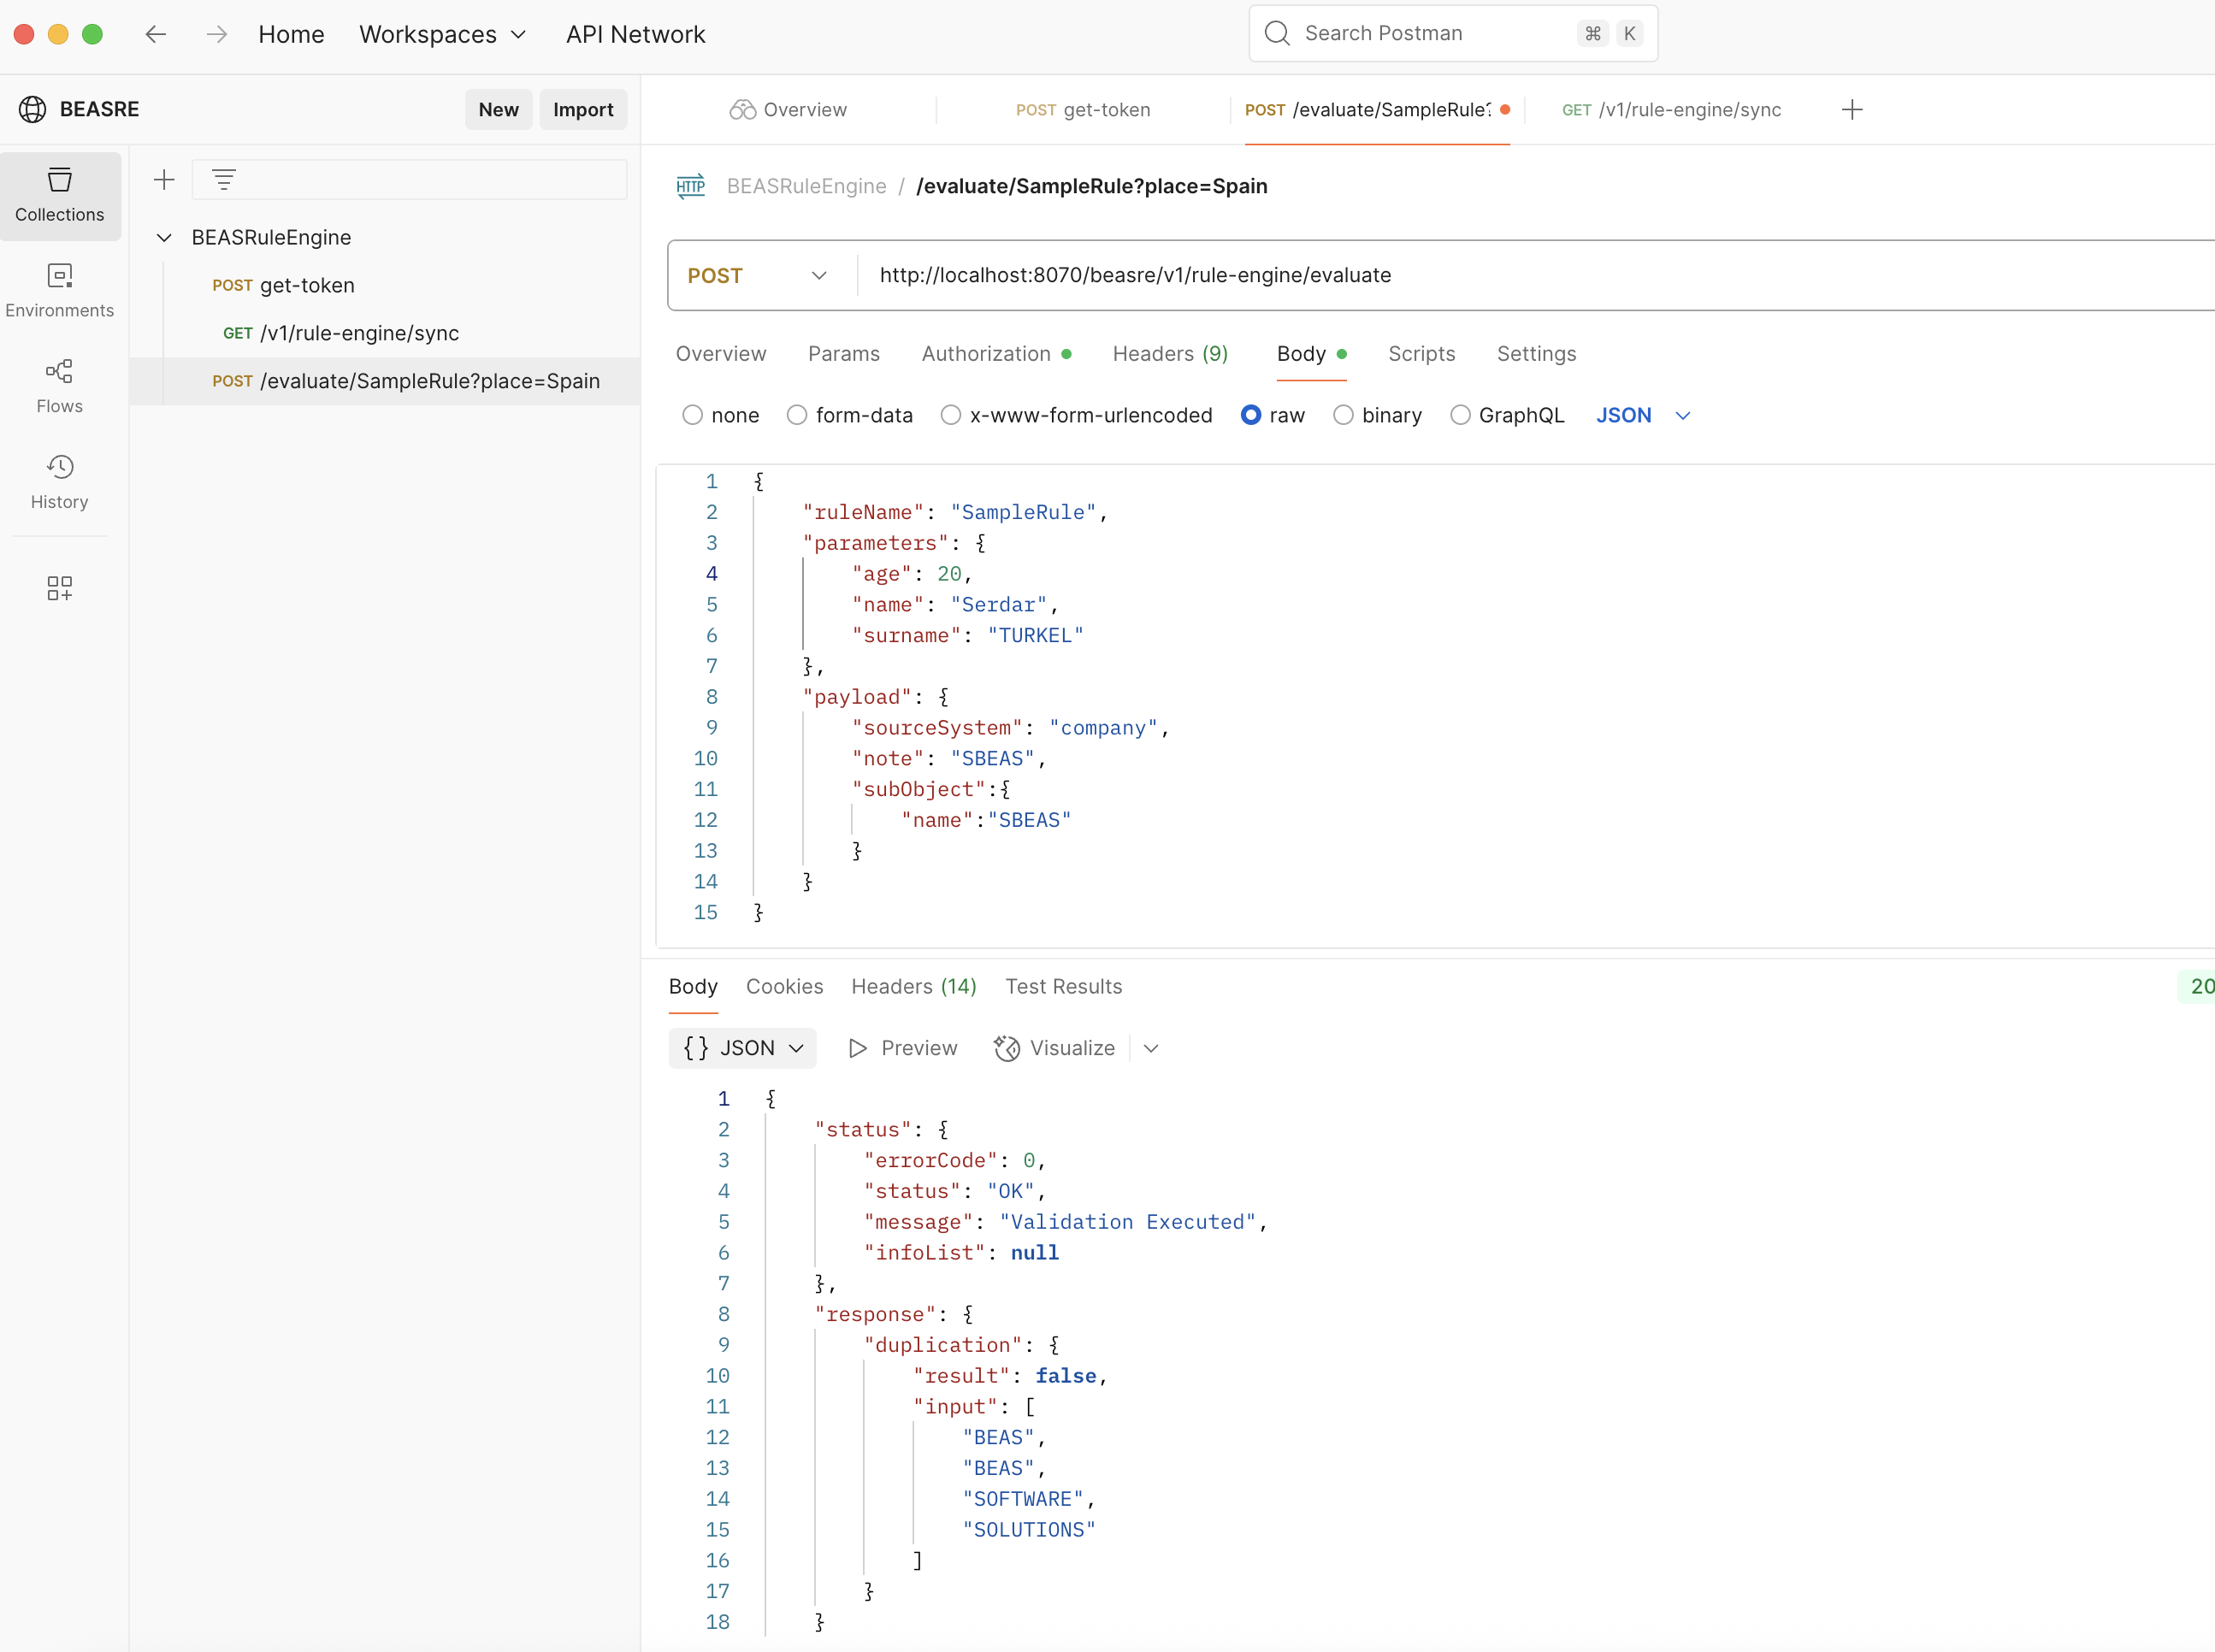 Home Workspaces API Network Search Postman ⌘ K
BEASRE New Import
Overview POST get-token POST /evaluate/SampleRule? GET /v1/rule-engine/sync
Collections
Environments
Flows
History
BEASRuleEngine
POST get-token
GET /v1/rule-engine/sync
POST /evaluate/SampleRule?place=Spain
HTTP BEASRuleEngine / /evaluate/SampleRule?place=Spain
POST http://localhost:8070/beasre/v1/rule-engine/evaluate
Overview Params Authorization Headers (9) Body Scripts Settings
none form-data x-www-form-urlencoded raw binary GraphQL JSON
1 {
2 "ruleName": "SampleRule",
3 "parameters": {
4 "age": 20,
5 "name": "Serdar",
6 "surname": "TURKEL"
7 },
8 "payload": {
9 "sourceSystem": "company",
10 "note": "SBEAS",
11 "subObject":{
12 "name":"SBEAS"
13 }
14 }
15 }
Body Cookies Headers (14) Test Results 20
{} JSON Preview Visualize
1 {
2 "status": {
3 "errorCode": 0,
4 "status": "OK",
5 "message": "Validation Executed",
6 "infoList": null
7 },
8 "response": {
9 "duplication": {
10 "result": false,
11 "input": [
12 "BEAS",
13 "BEAS",
14 "SOFTWARE",
15 "SOLUTIONS"
16 ]
17 }
18 }